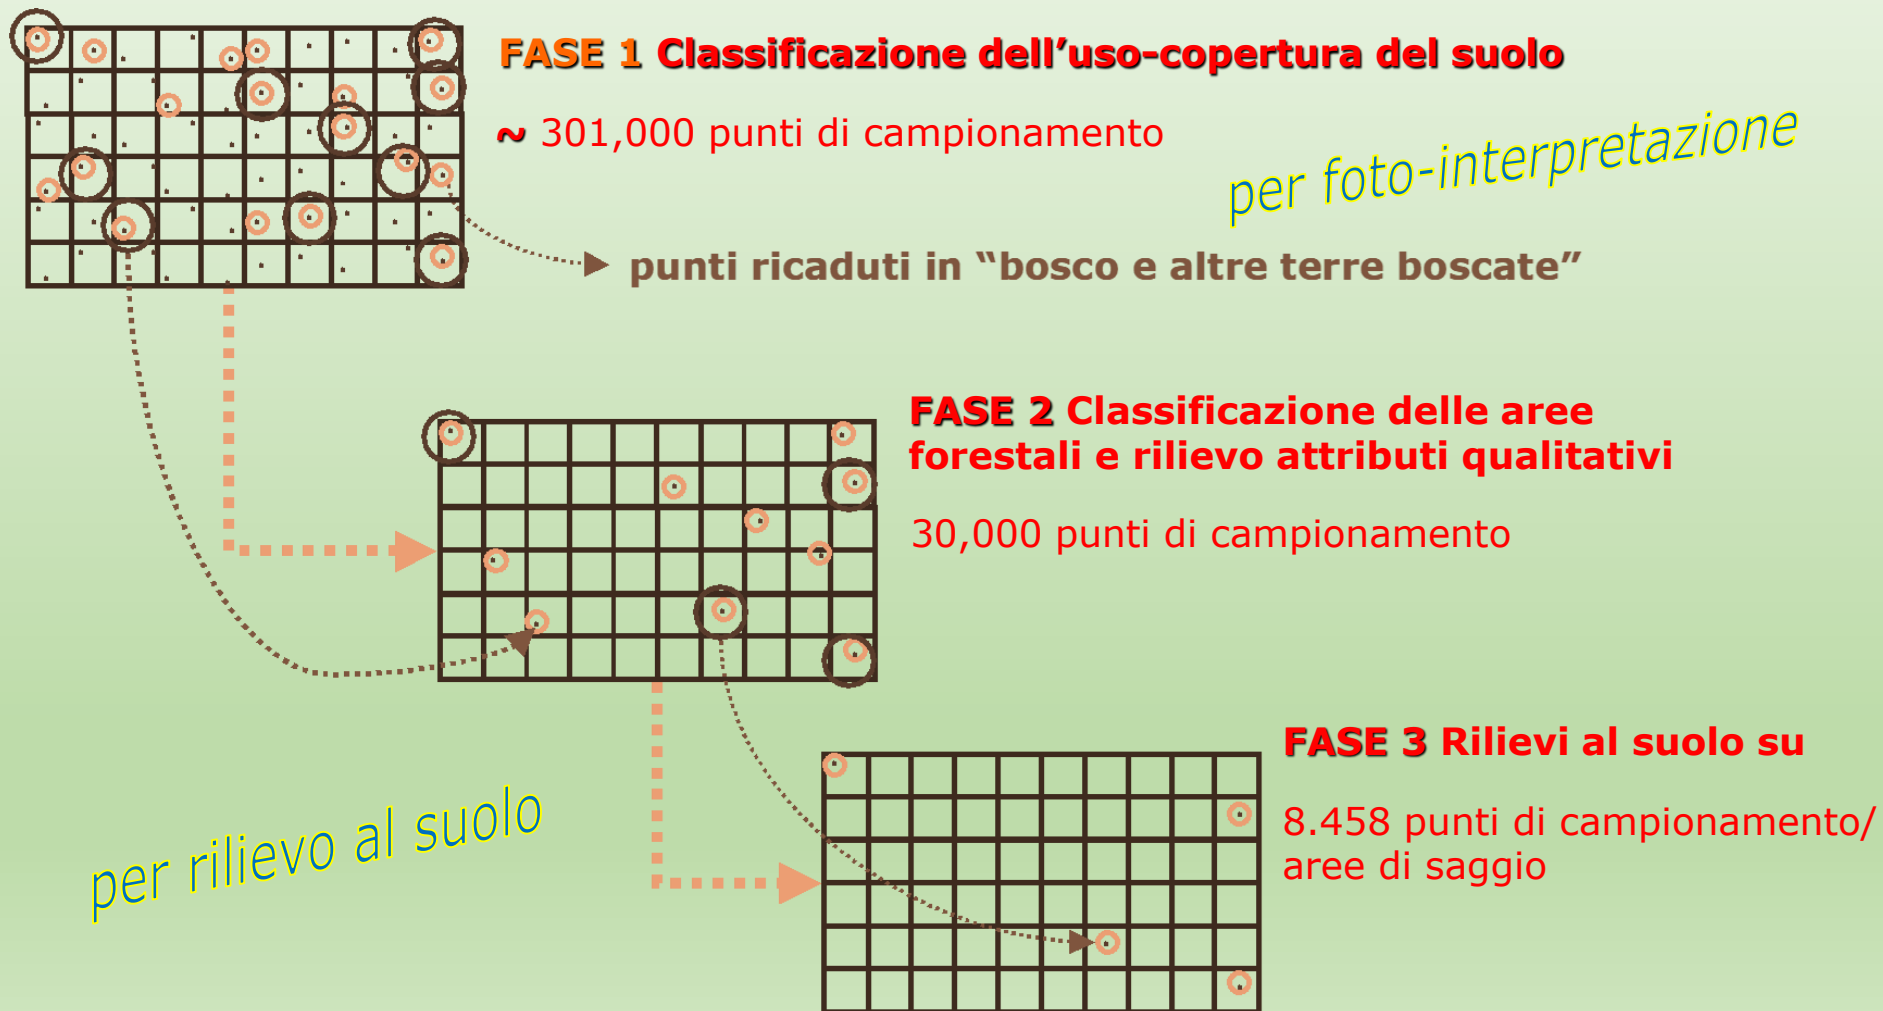 FASE 1 Classificazione dell’uso-copertura del suolo
~ 301,000 punti di campionamento
per foto-interpretazione
punti ricaduti in “bosco e altre terre boscate”
FASE 2 Classificazione delle aree
forestali e rilievo attributi qualitativi
30,000 punti di campionamento
FASE 3 Rilievi al suolo su
8.458 punti di campionamento/
aree di saggio
per rilievo al suolo